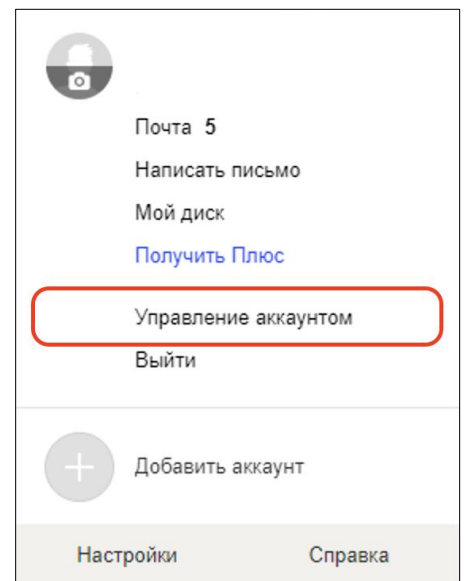 Почта 5
Написать письмо
Мой диск
Получить Плюс
Управление аккаунтом
Выйти
Добавить аккаунт
Настройки Справка